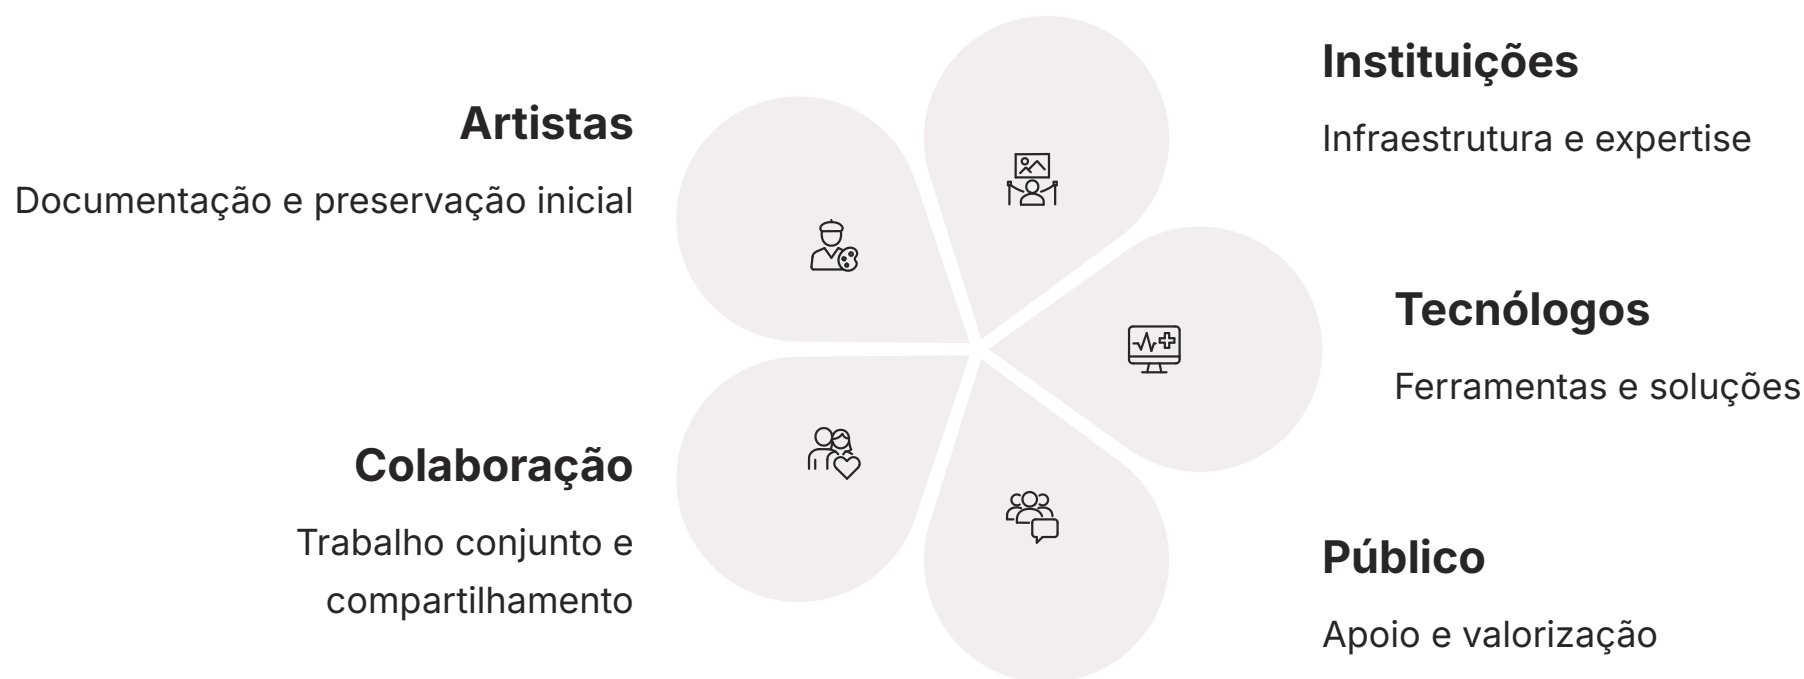 Artistas
Documentação e preservação inicial
Instituições
Infraestrutura e expertise
Tecnólogos
Ferramentas e soluções
Público
Apoio e valorização
Colaboração
Trabalho conjunto e
compartilhamento